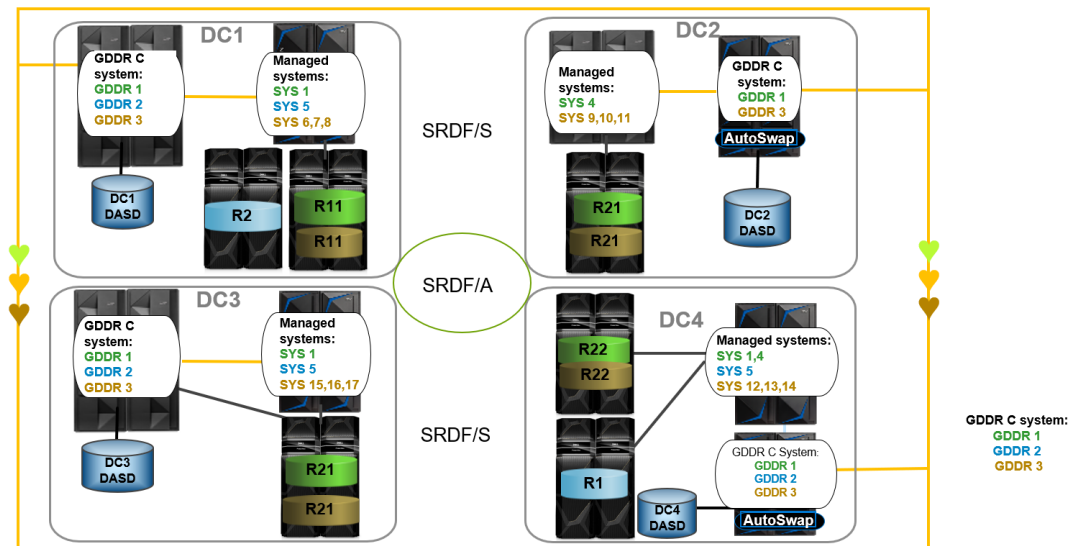 DC1
GDDR C
system:
GDDR 1
GDDR 2
GDDR 3
Managed
systems:
SYS 1
SYS 5
SYS 6,7,8
DC1
DASD
R2
R11
R11
SRDF/S
DC2
Managed
systems:
SYS 4
SYS 9,10,11
GDDR C
system:
GDDR 1
GDDR 3
AutoSwap
R21
R21
DC2
DASD
SRDF/A
DC3
GDDR C
system:
GDDR 1
GDDR 2
GDDR 3
Managed
systems:
SYS 1
SYS 5
SYS 15,16,17
DC3
DASD
R21
R21
SRDF/S
DC4
R22
R22
Managed systems:
SYS 1,4
SYS 5
SYS 12,13,14
R1
DC4
DASD
GDDR C System:
GDDR 1
GDDR 2
GDDR 3
AutoSwap
GDDR C system:
GDDR 1
GDDR 2
GDDR 3